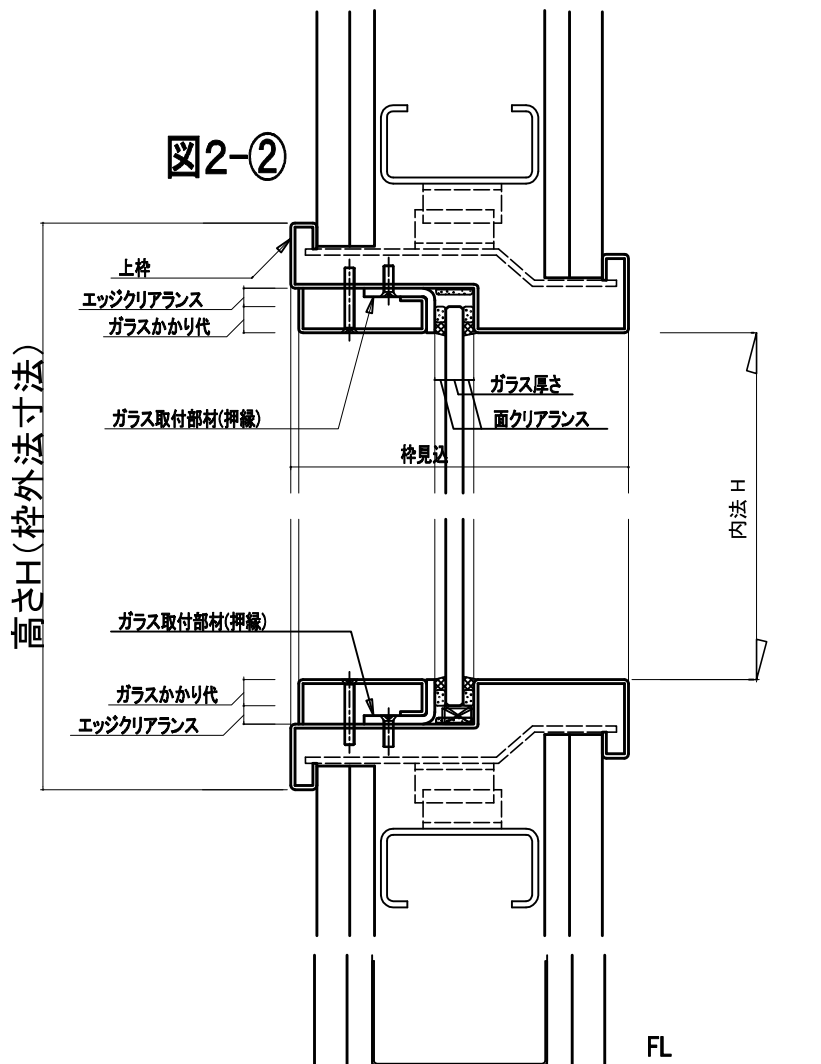 図2-②
上枠
エッジクリアランス
ガラスかかり代
ガラス厚さ
ガラス取付部材(押縁)
面クリアランス
枠見込
高さH(枠外法寸法)
内法 H
ガラス取付部材(押縁)
ガラスかかり代
エッジクリアランス
FL